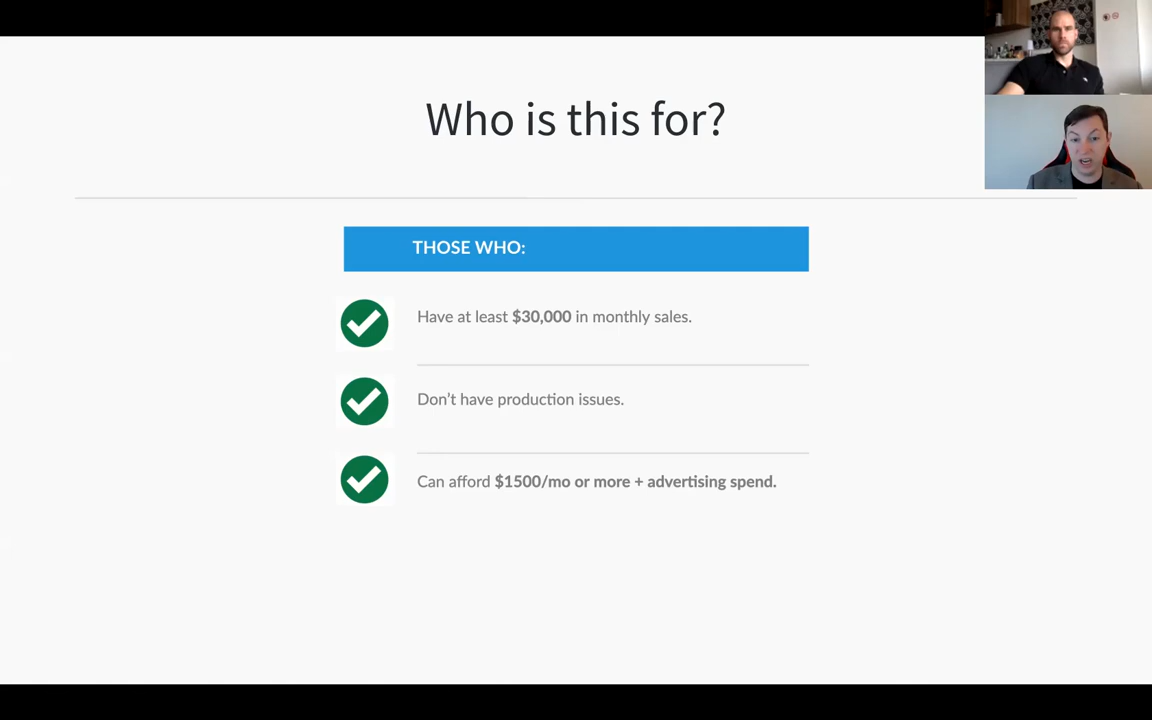 Who is this for?
THOSE WHO:
Have at least $30,000 in monthly sales.
Don't have production issues.
Can afford $1500/mo or more + advertising spend.